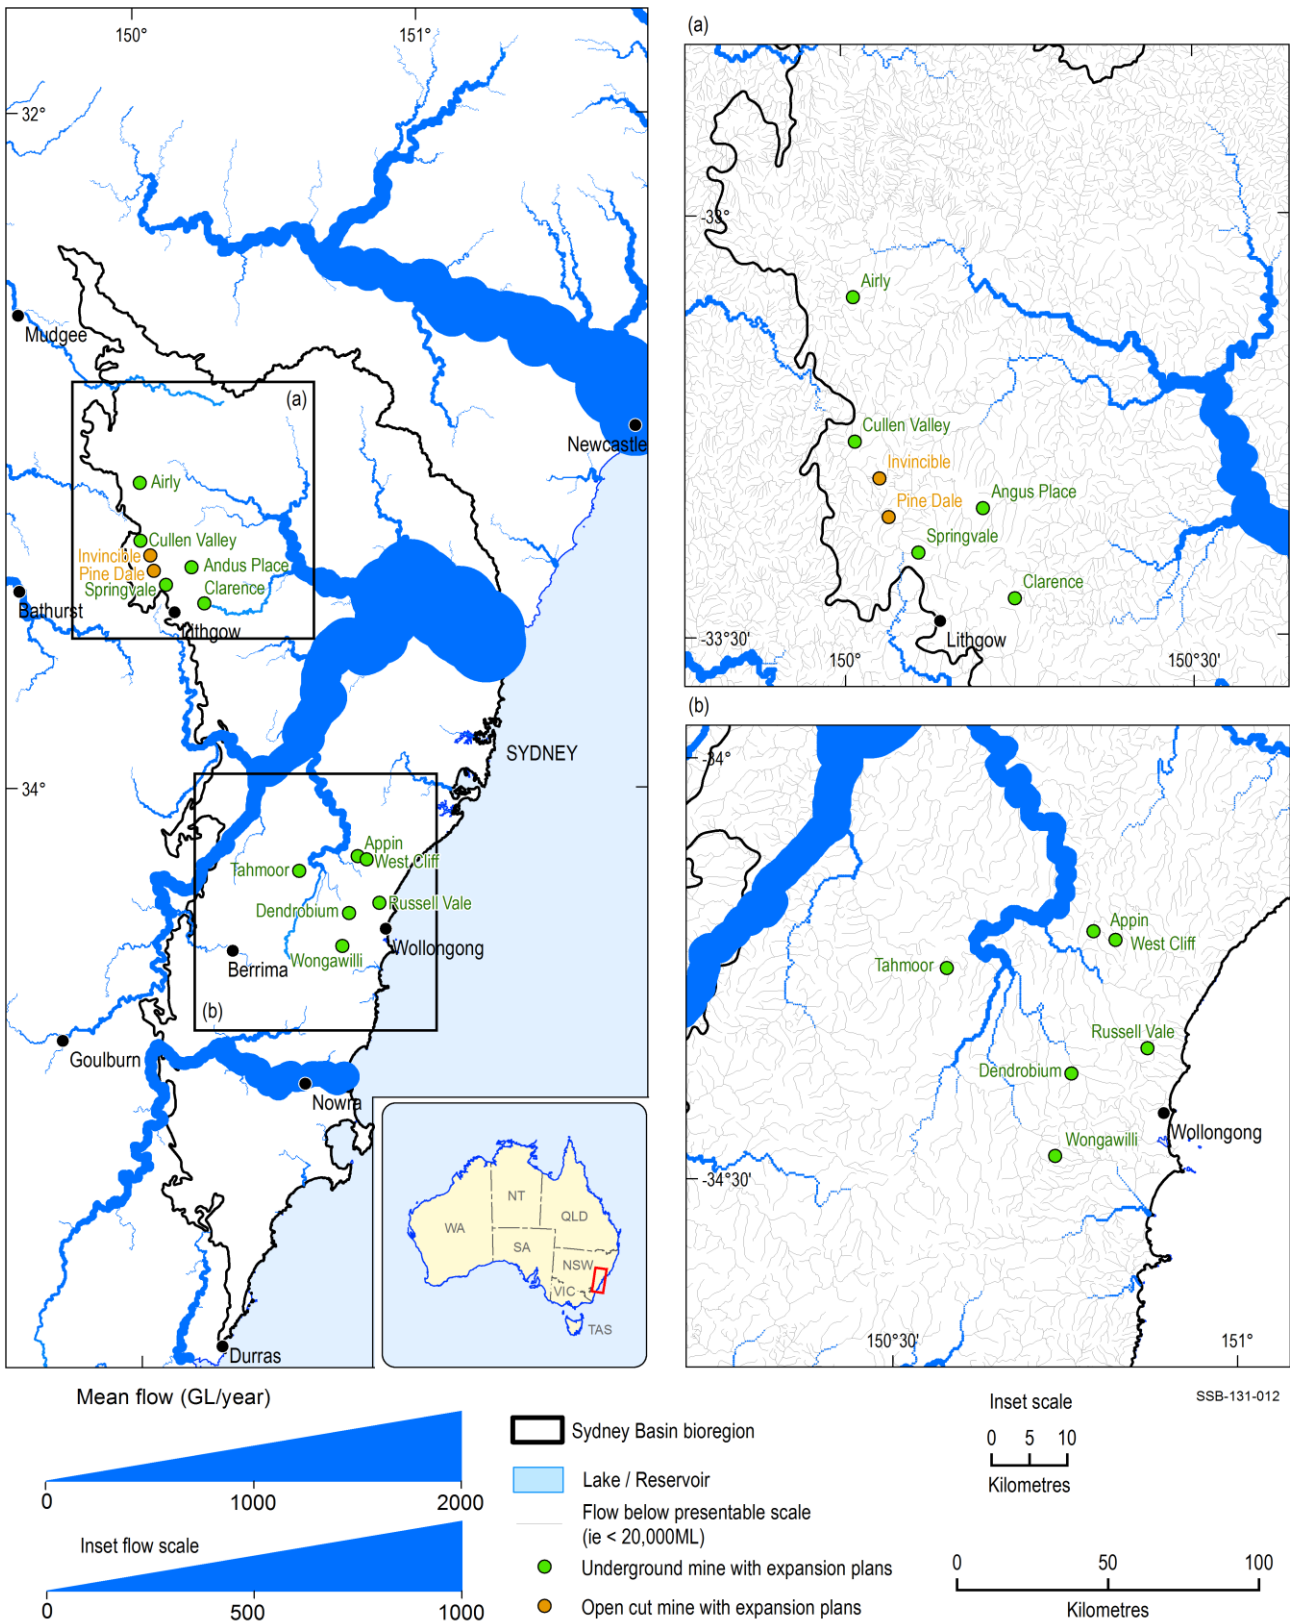 150°
151°
32°
Mudgee
(a)
Newcastle
Airly
Cullen Valley
Invincible
Angus Place
Pine Dale
Springvale
Clarence
Bathurst
Lithgow
SYDNEY
34°
Appin
West Cliff
Tahmoor
Russell Vale
Dendrobium
Wollongong
Berrima
Wongawilli
(b)
Goulburn
Nowra
Durras
WA
NT
QLD
SA
NSW
VIC
TAS
(a)
-33°
Airly
Cullen Valley
Invincible
Angus Place
Pine Dale
Springvale
Clarence
Lithgow
-33°30'
150°
150°30'
(b)
-34°
Appin
West Cliff
Tahmoor
Russell Vale
Dendrobium
Wollongong
Wongawilli
-34°30'
150°30'
151°
Mean flow (GL/year)
0 1000 2000
Inset flow scale
0 500 1000
Sydney Basin bioregion
Lake / Reservoir
Flow below presentable scale
(ie < 20,000ML)
Underground mine with expansion plans
Open cut mine with expansion plans
Inset scale
0 5 10
Kilometres
SSB-131-012
0 50 100
Kilometres